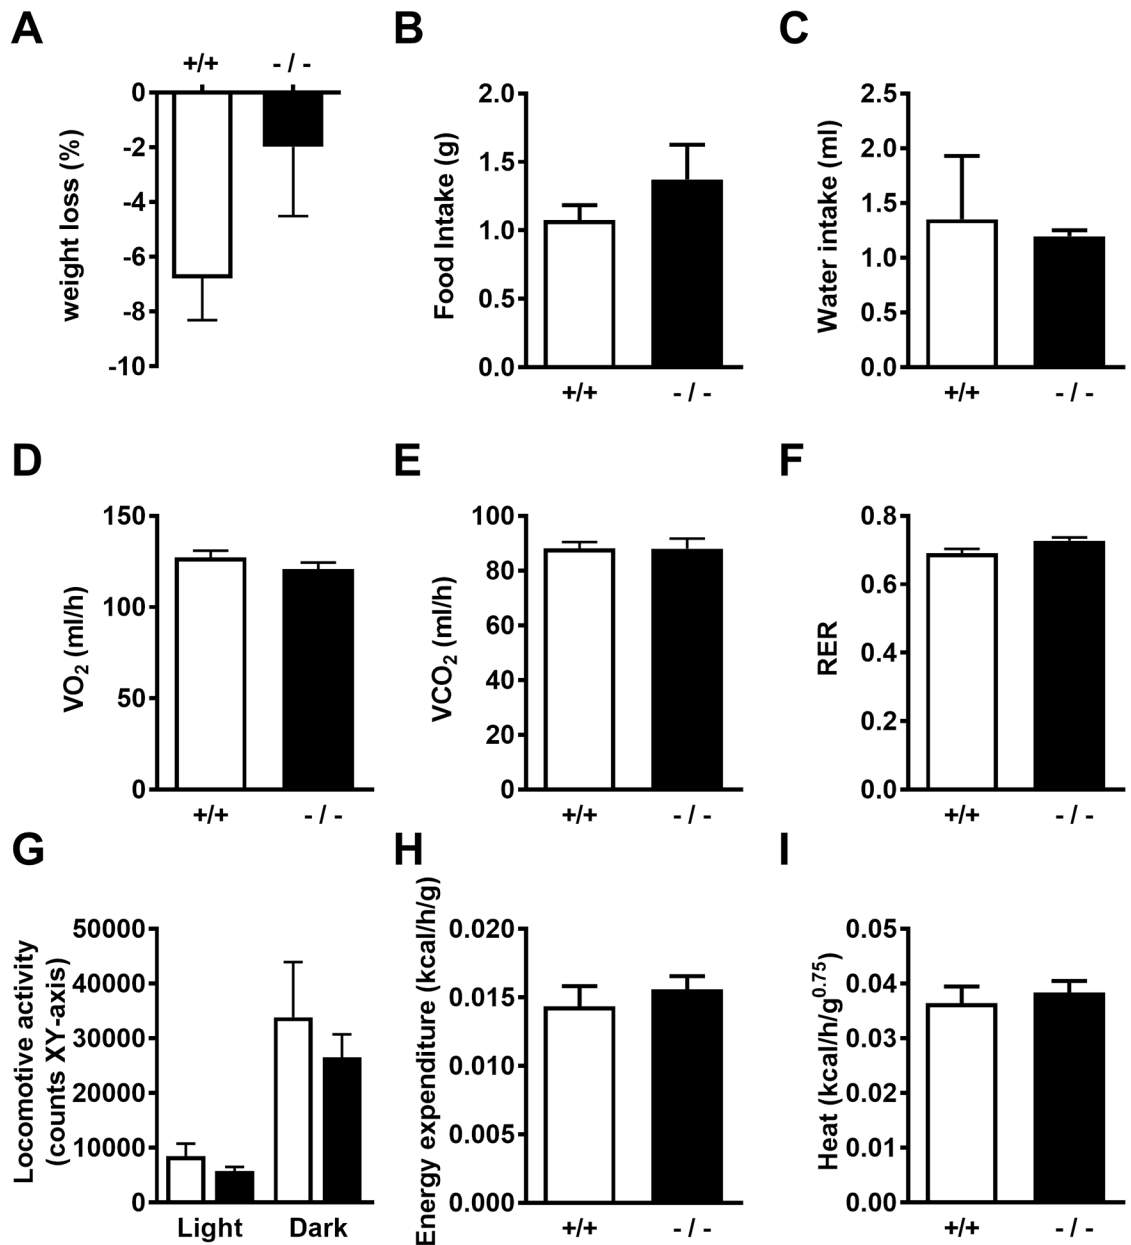 A
B
C
+/+
- / -
0
-2
-4
-6
-8
-10
weight loss (%)
2.0
1.5
1.0
0.5
0.0
Food Intake (g)
+/+
- / -
2.5
2.0
1.5
1.0
0.5
0.0
Water intake (ml)
+/+
- / -
D
E
F
150
100
50
0
VO2 (ml/h)
+/+
- / -
100
80
60
40
20
0
VCO2 (ml/h)
+/+
- / -
0.8
0.6
0.4
0.2
0.0
RER
+/+
- / -
G
H
I
50000
40000
30000
20000
10000
0
Locomotive activity
(counts XY-axis)
Light
Dark
0.020
0.015
0.010
0.005
0.000
Energy expenditure (kcal/h/g)
+/+
- / -
0.05
0.04
0.03
0.02
0.01
0.00
Heat (kcal/h/g0.75)
+/+
- / -